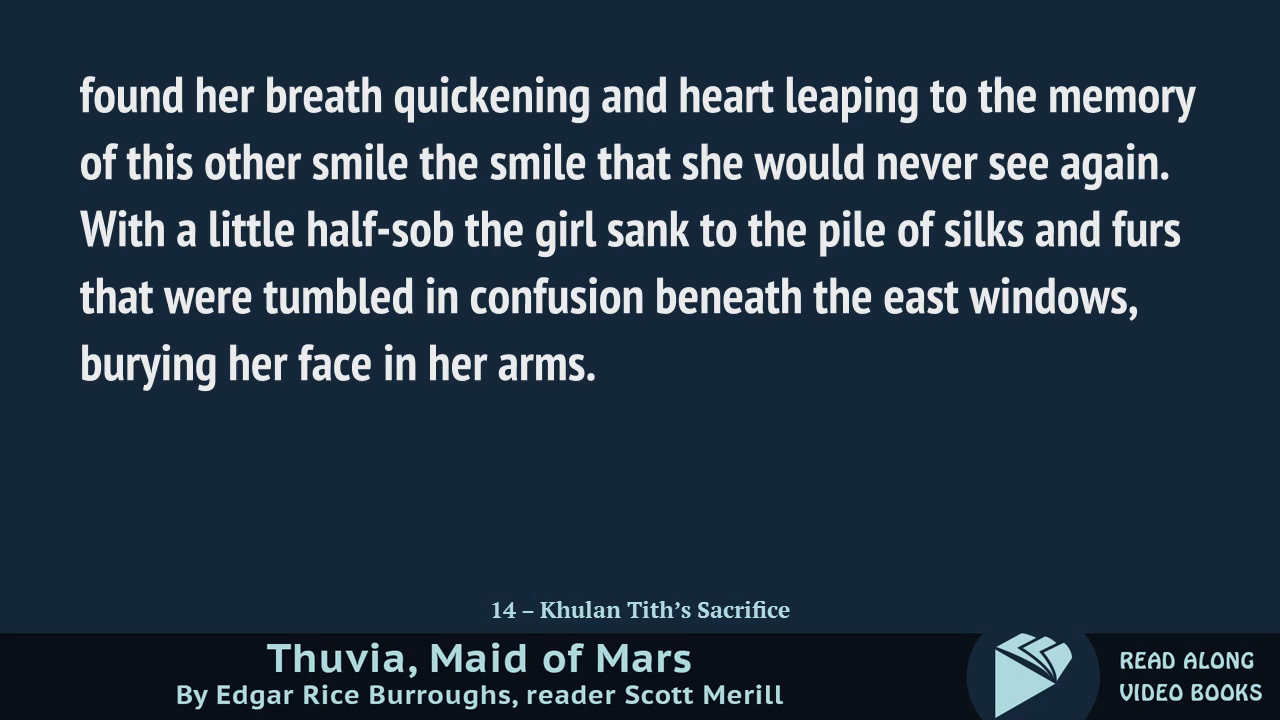 found her breath quickening and heart leaping to the memory
of this other smile the smile that she would never see again.
With a little half-sob the girl sank to the pile of silks and furs
that were tumbled in confusion beneath the east windows,
burying her face in her arms.
14 – Khulan Tith’s Sacrifice
Thuvia, Maid of Mars
By Edgar Rice Burroughs, reader Scott Merill
READ ALONG
VIDEO BOOKS